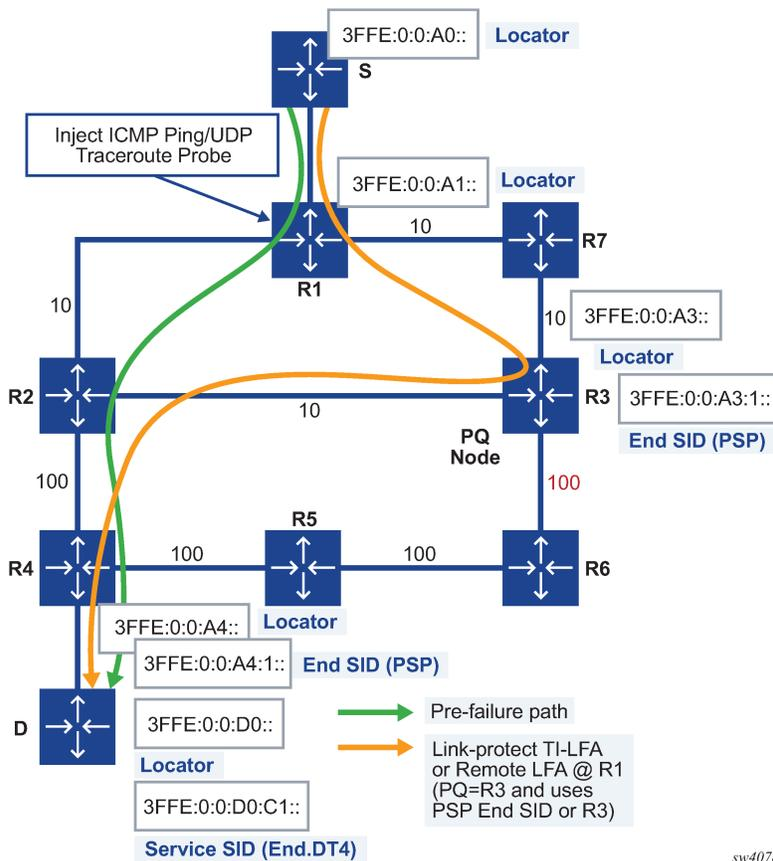 3FFE:0:0:A0::
Locator
S
Inject ICMP Ping/UDP
Traceroute Probe
3FFE:0:0:A1::
Locator
10
R7
R1
10
10
3FFE:0:0:A3::
Locator
R2
R3
3FFE:0:0:A3:1::
10
PQ
Node
End SID (PSP)
100
100
R5
R4
100
100
R6
3FFE:0:0:A4::
Locator
3FFE:0:0:A4:1::
End SID (PSP)
D
3FFE:0:0:D0::
Locator
3FFE:0:0:D0:C1::
Service SID (End.DT4)
Pre-failure path
Link-protect TI-LFA
or Remote LFA @ R1
(PQ=R3 and uses
PSP End SID or R3)